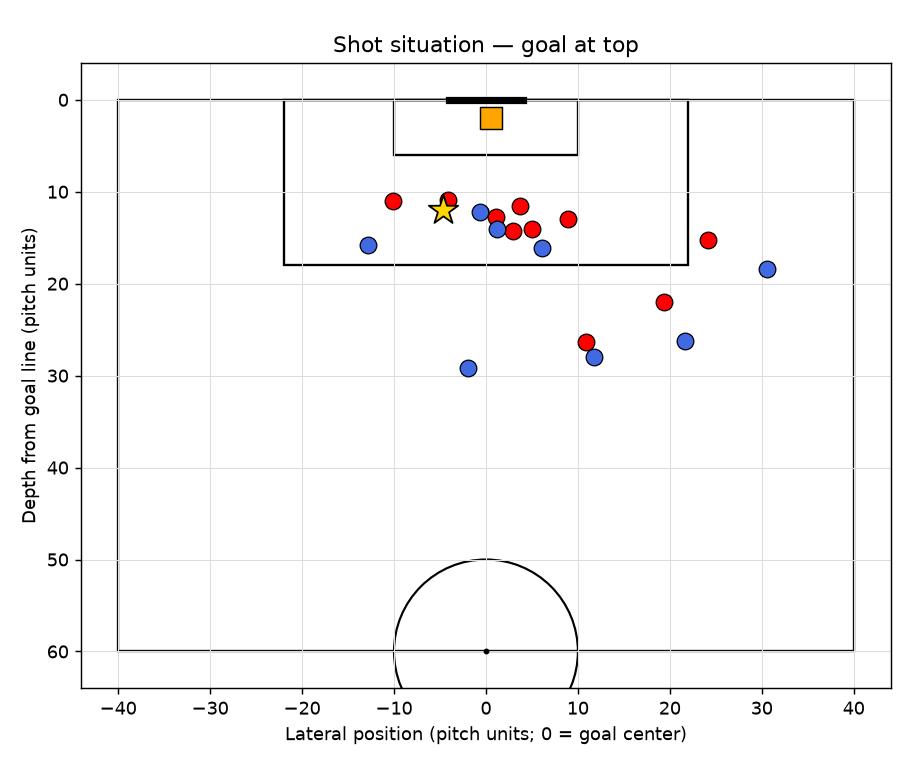 Shot situation — goal at top
0
10
20
30
40
50
60
Depth from goal line (pitch units)
−40 −30 −20 −10 0 10 20 30 40
Lateral position (pitch units; 0 = goal center)